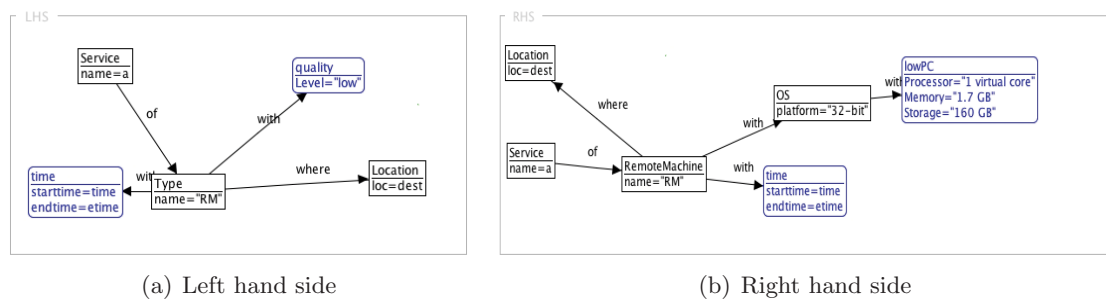 LHS
Service
name=a
quality
Level="low"
of
with
time
starttime=time
endtime=etime
with
Type
name="RM"
where
Location
loc=dest
(a) Left hand side
RHS
Location
loc=dest
where
OS
platform="32-bit"
with
lowPC
Processor="1 virtual core"
Memory="1.7 GB"
Storage="160 GB"
with
Service
name=a
of
RemoteMachine
name="RM"
with
time
starttime=time
endtime=etime
(b) Right hand side